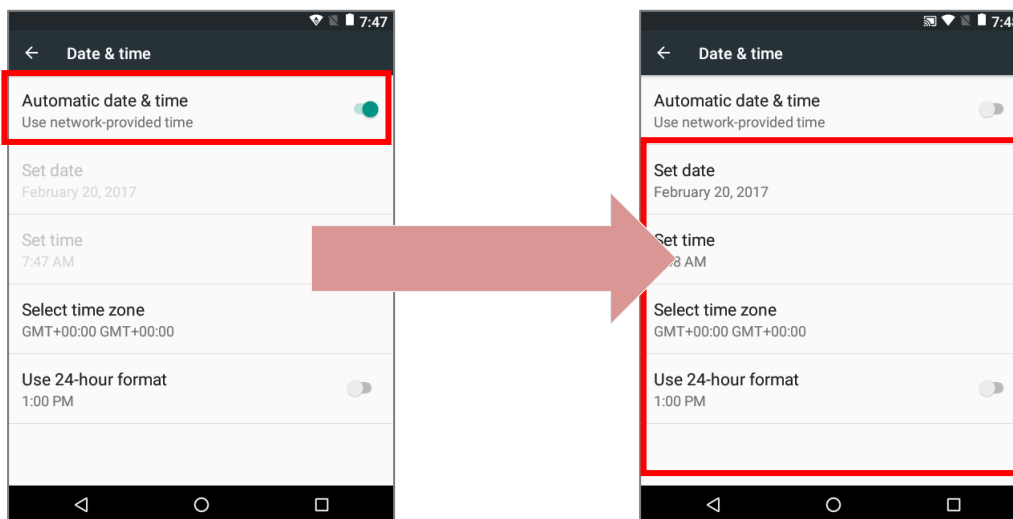 7:47
Date & time
Automatic date & time
Use network-provided time
Set date
February 20, 2017
Set time
7:47 AM
Select time zone
GMT+00:00 GMT+00:00
Use 24-hour format
1:00 PM
Date & time
Automatic date & time
Use network-provided time
Set date
February 20, 2017
Set time
8 AM
Select time zone
GMT+00:00 GMT+00:00
Use 24-hour format
1:00 PM